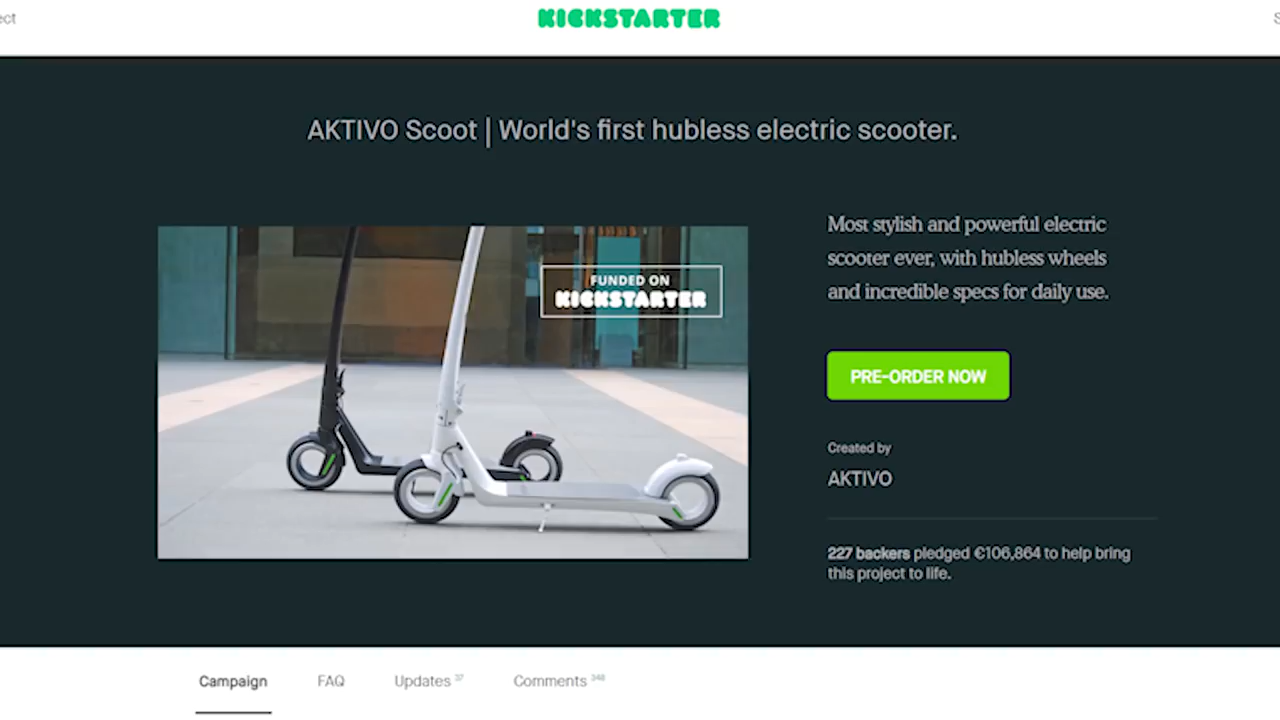 KICKSTARTER
AKTIVO Scoot | World's first hubless electric scooter.
FUNDED ON
KICKSTARTER
Most stylish and powerful electric
scooter ever, with hubless wheels
and incredible specs for daily use.
PRE-ORDER NOW
Created by
AKTIVO
227 backers pledged €106,864 to help bring
this project to life.
Campaign FAQ Updates 37 Comments 348